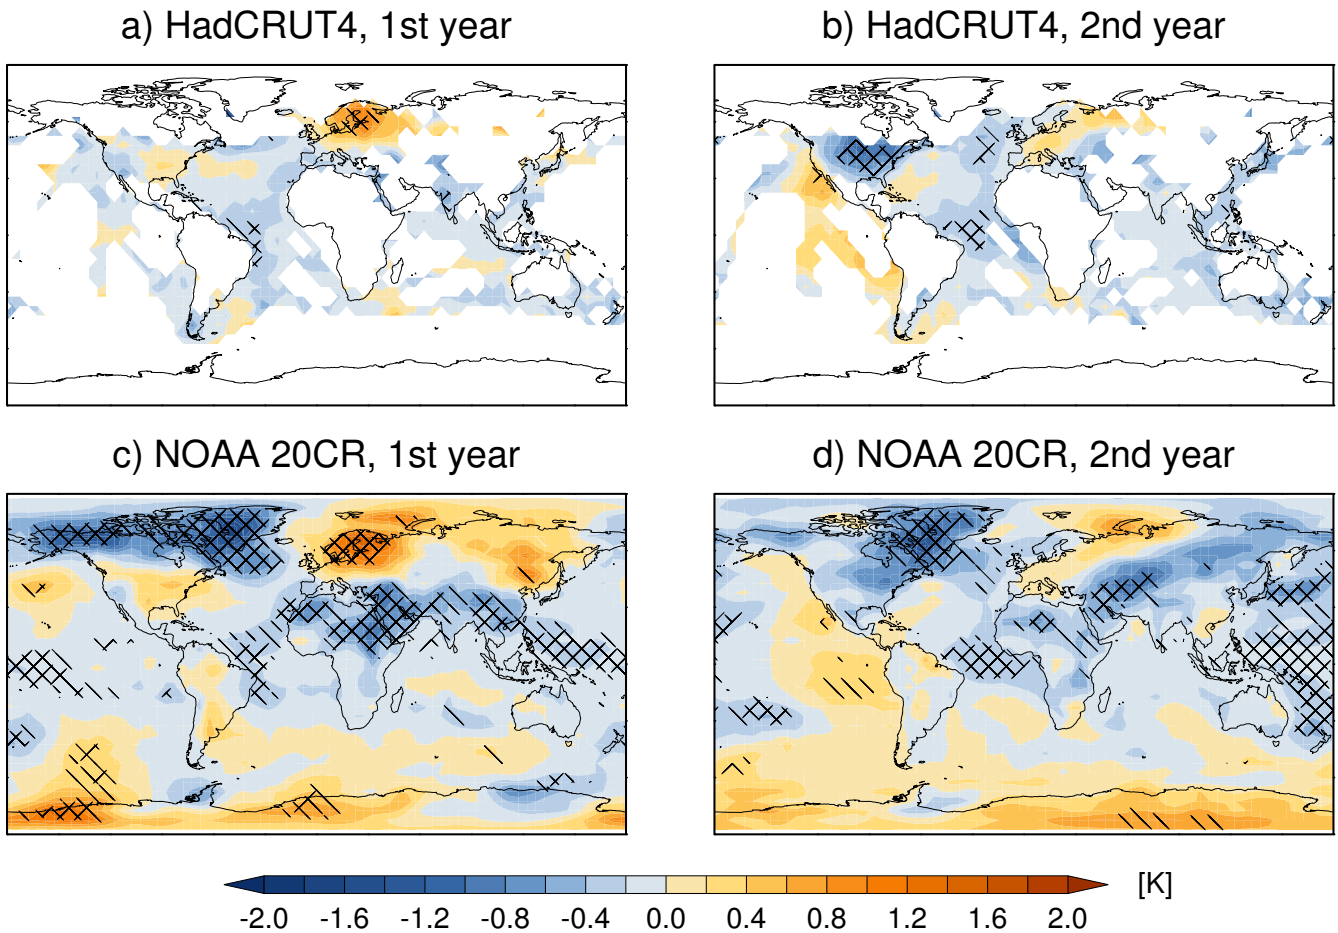 a) HadCRUT4, 1st year
b) HadCRUT4, 2nd year
c) NOAA 20CR, 1st year
d) NOAA 20CR, 2nd year
[K]
-2.0 -1.6 -1.2 -0.8 -0.4 0.0 0.4 0.8 1.2 1.6 2.0